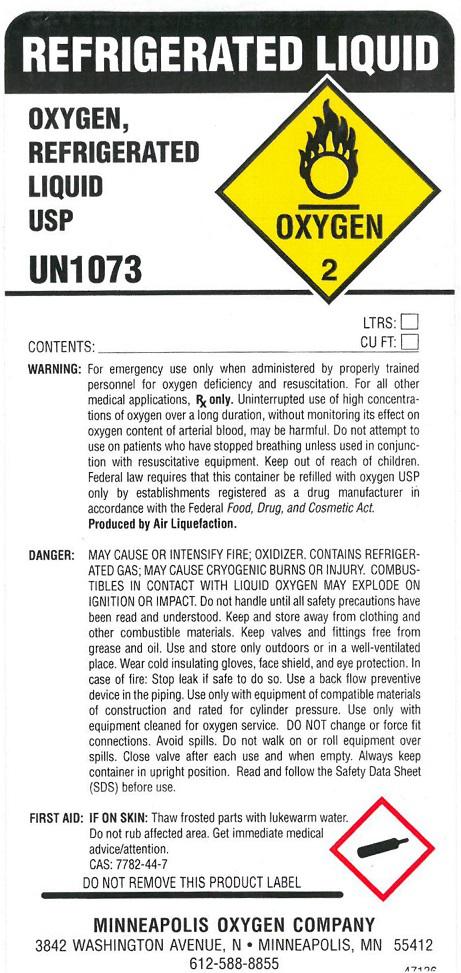 REFRIGERATED LIQUID
OXYGEN,
REFRIGERATED
LIQUID
USP
UN1073
OXYGEN
2
LTRS:
CONTENTS: CU FT:
WARNING: For emergency use only when administered by properly trained
personnel for oxygen deficiency and resuscitation. For all other
medical applications, ℞ only. Uninterrupted use of high concentra-
tions of oxygen over a long duration, without monitoring its effect on
oxygen content of arterial blood, may be harmful. Do not attempt to
use on patients who have stopped breathing unless used in conjunc-
tion with resuscitative equipment. Keep out of reach of children.
Federal law requires that this container be refilled with oxygen USP
only by establishments registered as a drug manufacturer in
accordance with the Federal Food, Drug, and Cosmetic Act.
Produced by Air Liquefaction.
DANGER: MAY CAUSE OR INTENSIFY FIRE; OXIDIZER. CONTAINS REFRIGER-
ATED GAS; MAY CAUSE CRYOGENIC BURNS OR INJURY. COMBUS-
TIBLES IN CONTACT WITH LIQUID OXYGEN MAY EXPLODE ON
IGNITION OR IMPACT. Do not handle until all safety precautions have
been read and understood. Keep and store away from clothing and
other combustible materials. Keep valves and fittings free from
grease and oil. Use and store only outdoors or in a well-ventilated
place. Wear cold insulating gloves, face shield, and eye protection. In
case of fire: Stop leak if safe to do so. Use a back flow preventive
device in the piping. Use only with equipment of compatible materials
of construction and rated for cylinder pressure. Use only with
equipment cleaned for oxygen service. DO NOT change or force fit
connections. Avoid spills. Do not walk on or roll equipment over
spills. Close valve after each use and when empty. Always keep
container in upright position. Read and follow the Safety Data Sheet
(SDS) before use.
FIRST AID: IF ON SKIN: Thaw frosted parts with lukewarm water.
Do not rub affected area. Get immediate medical
advice/attention.
CAS: 7782-44-7
DO NOT REMOVE THIS PRODUCT LABEL
MINNEAPOLIS OXYGEN COMPANY
3842 WASHINGTON AVENUE, N • MINNEAPOLIS, MN 55412
612-588-8855